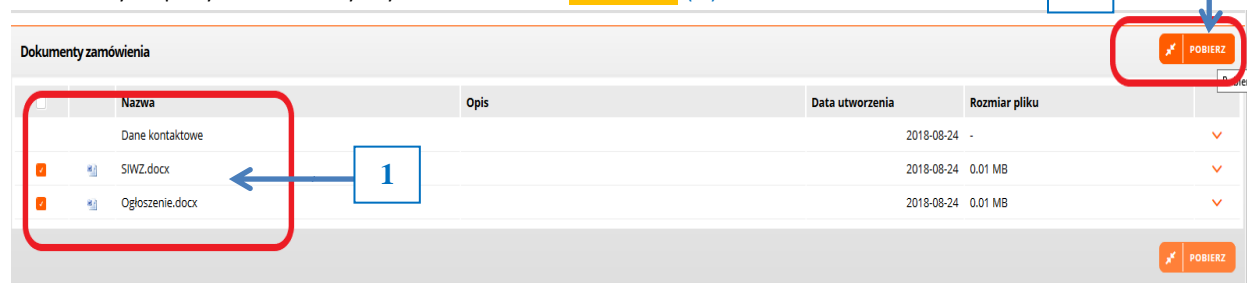 Dokumenty zamówienia
POBIERZ
Nazwa Opis Data utworzenia Rozmiar pliku
Dane kontaktowe 2018-08-24 -
SIWZ.docx 2018-08-24 0.01 MB
1
Ogłoszenie.docx 2018-08-24 0.01 MB
POBIERZ